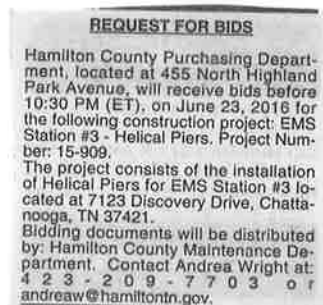 REQUEST FOR BIDS
Hamilton County Purchasing Depart-
ment, located at 455 North Highland
Park Avenue, will receive bids before
10:30 PM (ET), on June 23, 2016 for
the following construction project: EMS
Station #3 - Helical Piers. Project Num-
ber: 15-909.
The project consists of the installation
of Helical Piers for EMS Station #3 lo-
cated at 7123 Discovery Drive, Chatta-
nooga, TN 37421.
Bidding documents will be distributed
by: Hamilton County Maintenance De-
partment. Contact Andrea Wright at:
4 2 3 - 2 0 9 - 7 7 0 3 o r
andreaw@hamiltontn.gov.